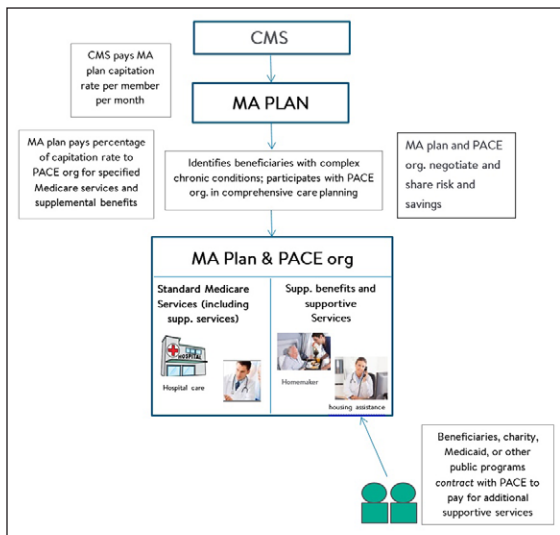 CMS
CMS pays MA
plan capitation
rate per member
per month
MA PLAN
MA plan pays percentage
of capitation rate to
PACE org for specified
Medicare services and
supplemental benefits
Identifies beneficiaries with complex
chronic conditions; participates with PACE
org. in comprehensive care planning
MA plan and PACE
org. negotiate and
share risk and
savings
MA Plan & PACE org
Standard Medicare
Services (including
supp. services)
HOSPITAL
Hospital care
Supp. benefits and
supportive
Services
Homemaker
housing assistance
Beneficiaries, charity,
Medicaid, or other
public programs
contract with PACE to
pay for additional
supportive services